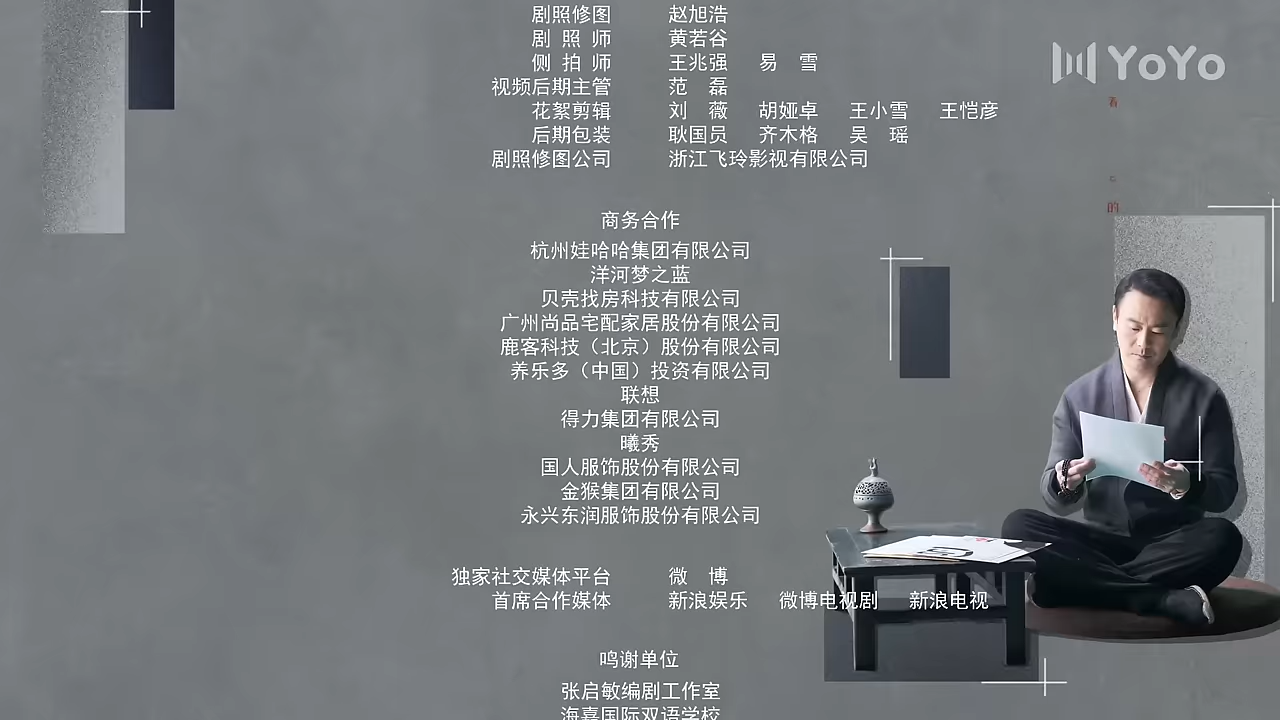 剧照修图 赵旭浩
剧照师 黄若谷
侧拍师 王兆强 易雪
视频后期主管 范磊
花絮剪辑 刘薇 胡娅卓 王小雪 王恺彦
后期包装 耿国员 齐木格 吴瑶
剧照修图公司 浙江飞玲影视有限公司
YoYo
看
的
商务合作
杭州娃哈哈集团有限公司
洋河梦之蓝
贝壳找房科技有限公司
广州尚品宅配家居股份有限公司
鹿客科技（北京）股份有限公司
养乐多（中国）投资有限公司
联想
得力集团有限公司
曦秀
国人服饰股份有限公司
金猴集团有限公司
永兴东润服饰股份有限公司
独家社交媒体平台 微博
首席合作媒体 新浪娱乐 微博电视剧 新浪电视
鸣谢单位
张启敏编剧工作室
海嘉国际双语学校